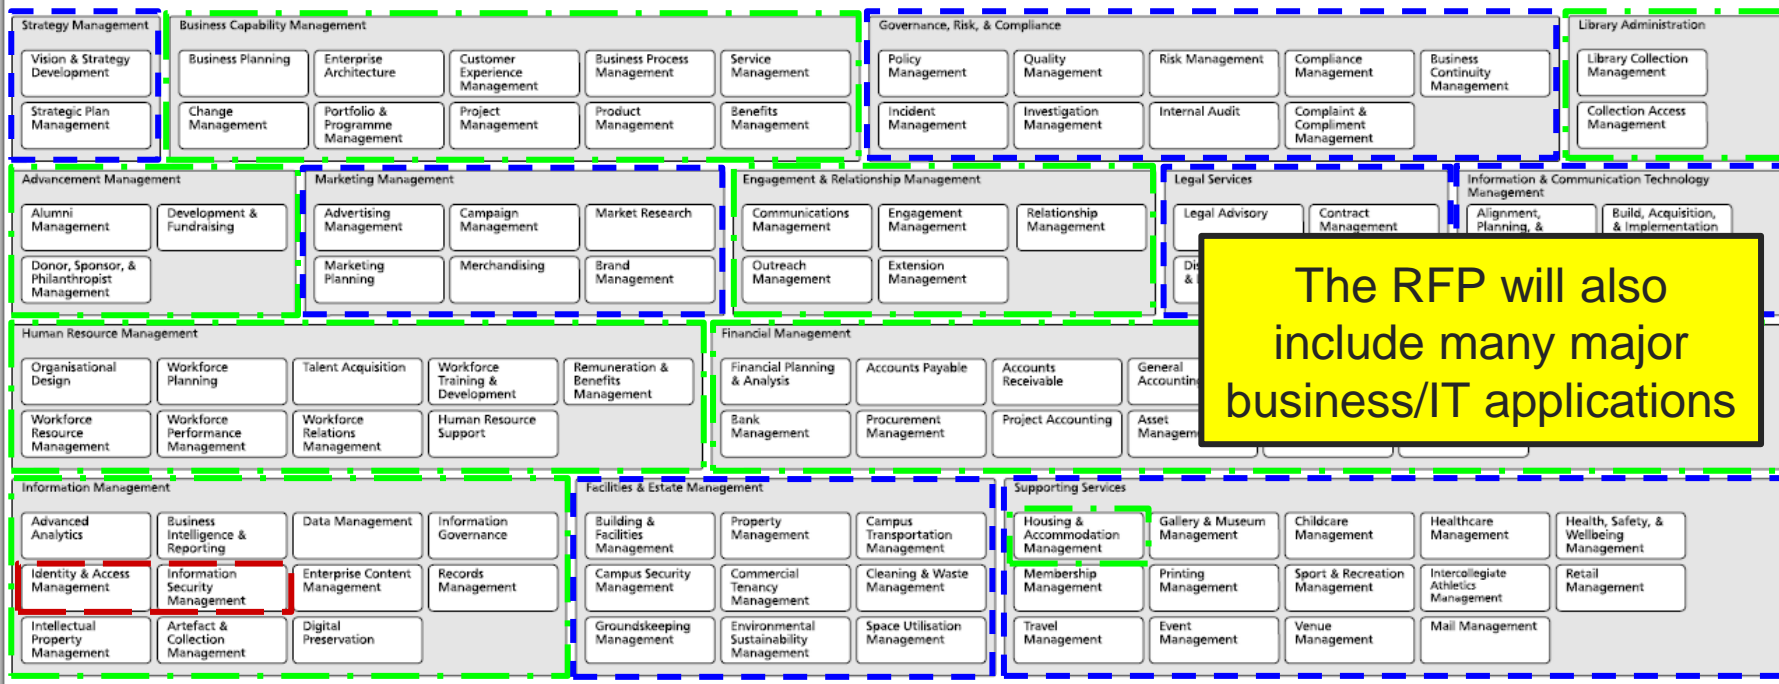 Strategy Management
Vision & Strategy
Development
Strategic Plan
Management
Business Capability Management
Business Planning
Enterprise
Architecture
Customer
Experience
Management
Business Process
Management
Service
Management
Change
Management
Portfolio &
Programme
Management
Project
Management
Product
Management
Benefits
Management
Governance, Risk, & Compliance
Policy
Management
Quality
Management
Risk Management
Compliance
Management
Business
Continuity
Management
Incident
Management
Investigation
Management
Internal Audit
Complaint &
Compliment
Management
Library Administration
Library Collection
Management
Collection Access
Management
Advancement Management
Alumni
Management
Development &
Fundraising
Donor, Sponsor, &
Philanthropist
Management
Marketing Management
Advertising
Management
Campaign
Management
Market Research
Marketing
Planning
Merchandising
Brand
Management
Engagement & Relationship Management
Communications
Management
Engagement
Management
Relationship
Management
Outreach
Management
Extension
Management
Legal Services
Legal Advisory
Contract
Management
Information & Communication Technology
Management
Alignment,
Planning, &
Build, Acquisition,
& Implementation
The RFP will also
include many major
business/IT applications
Human Resource Management
Organisational
Design
Workforce
Planning
Talent Acquisition
Workforce
Training &
Development
Remuneration &
Benefits
Management
Workforce
Resource
Management
Workforce
Performance
Management
Workforce
Relations
Management
Human Resource
Support
Financial Management
Financial Planning
& Analysis
Accounts Payable
Accounts
Receivable
General
Accounting
Bank
Management
Procurement
Management
Project Accounting
Asset
Information Management
Advanced
Analytics
Business
Intelligence &
Reporting
Data Management
Information
Governance
Identity & Access
Management
Information
Security
Management
Enterprise Content
Management
Records
Management
Intellectual
Property
Management
Artefact &
Collection
Management
Digital
Preservation
Facilities & Estate Management
Building &
Facilities
Management
Property
Management
Campus
Transportation
Management
Campus Security
Management
Commercial
Tenancy
Management
Cleaning & Waste
Management
Groundskeeping
Management
Environmental
Sustainability
Management
Space Utilisation
Management
Supporting Services
Housing &
Accommodation
Management
Gallery & Museum
Management
Childcare
Management
Healthcare
Management
Health, Safety, &
Wellbeing
Management
Membership
Management
Printing
Management
Sport & Recreation
Management
Intercollegiate
Athletics
Management
Retail
Management
Travel
Management
Event
Management
Venue
Management
Mail Management